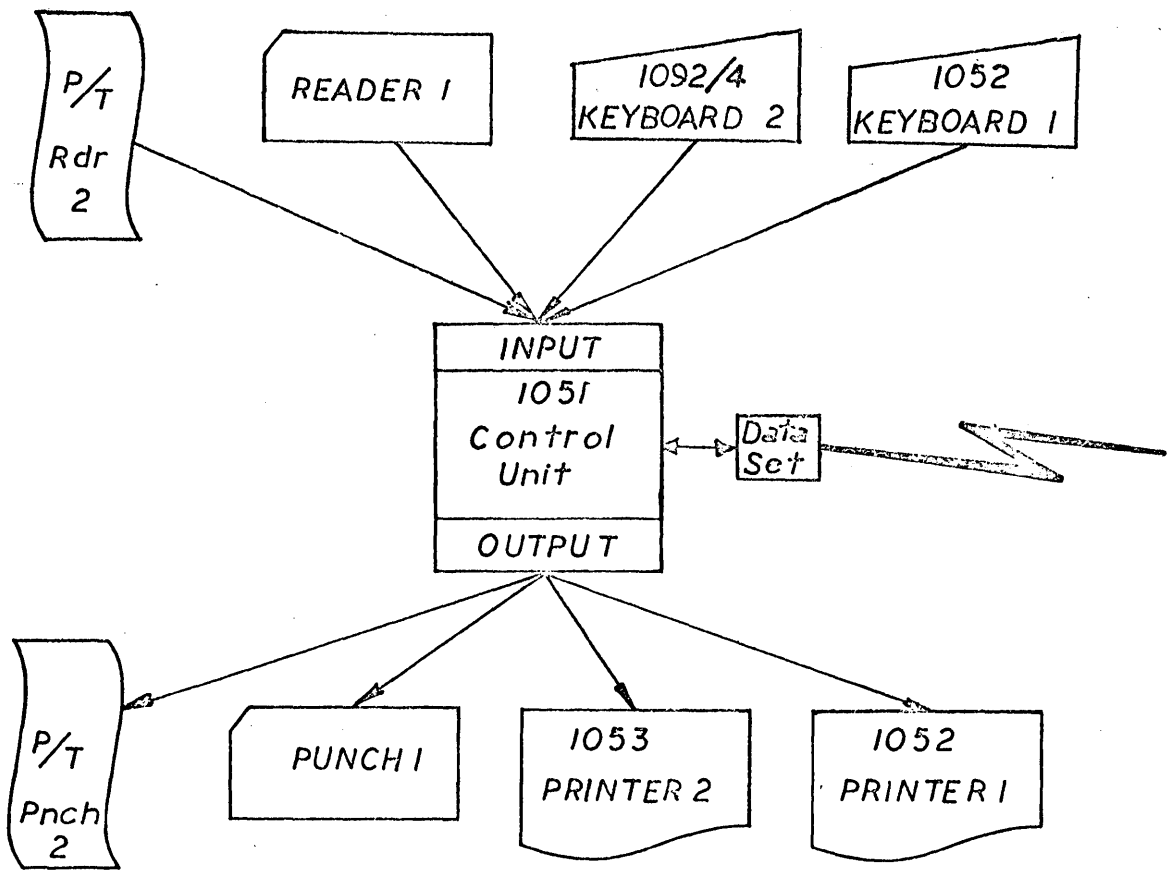 P/T
Rdr
2
READER 1
1092/4
KEYBOARD 2
1052
KEYBOARD 1
INPUT
1051
Control
Unit
Data
Set
OUTPUT
P/T
Pnch
2
PUNCH 1
1053
PRINTER 2
1052
PRINTER 1